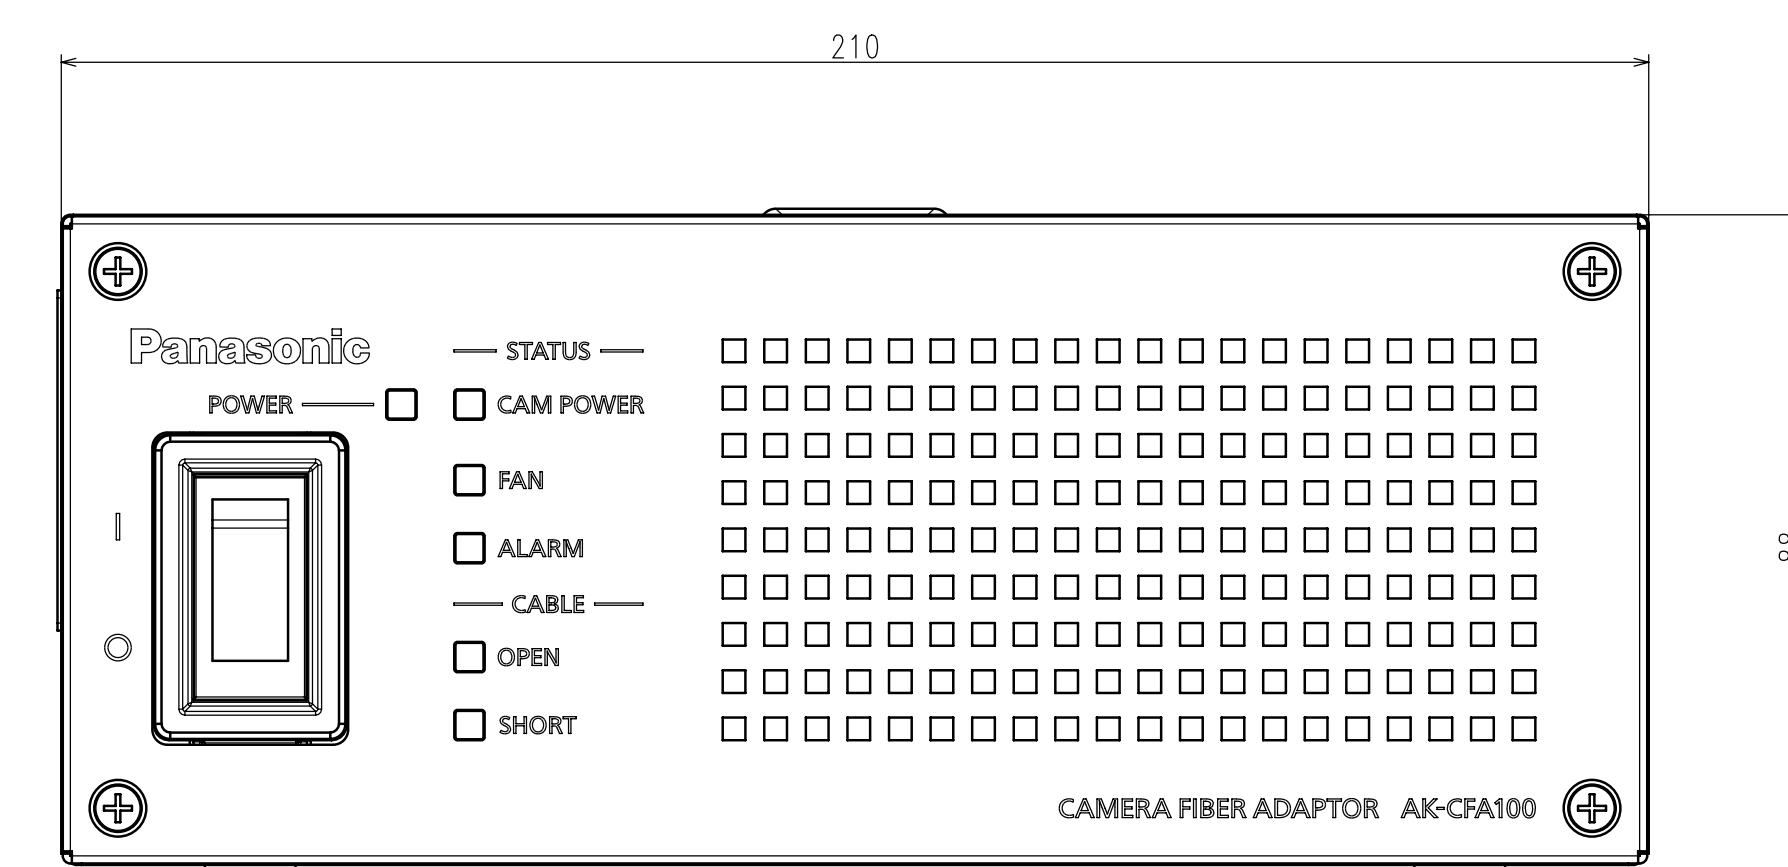 210
Panasonic
STATUS
POWER
CAM POWER
FAN
ALARM
CABLE
OPEN
SHORT
CAMERA FIBER ADAPTOR AK-CFA100